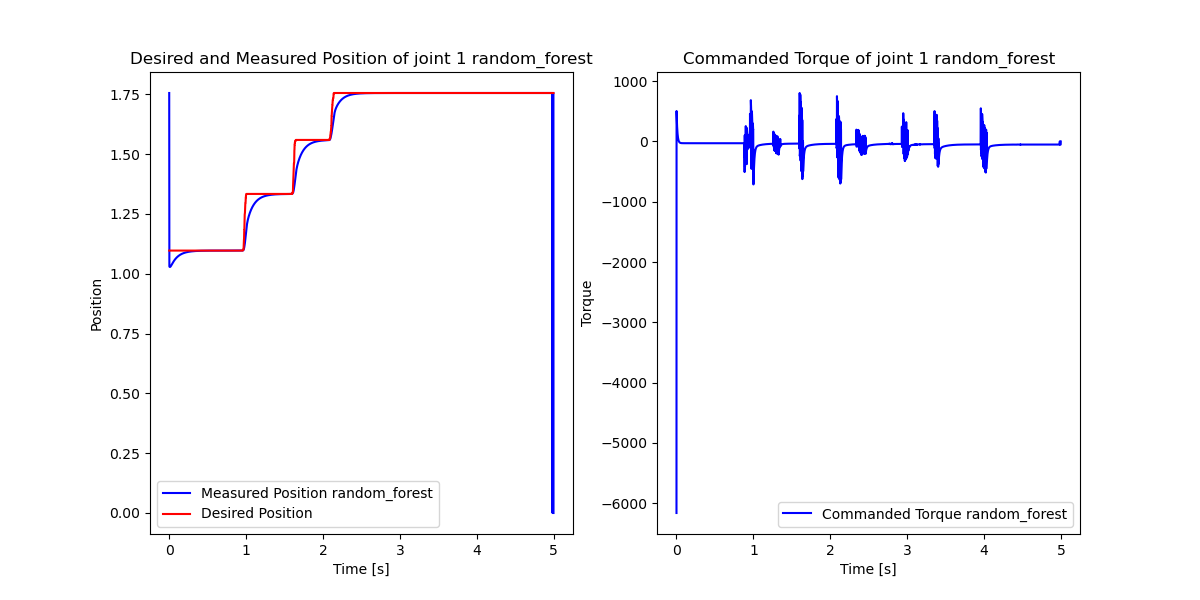 Desired and Measured Position of joint 1 random_forest
Position
1.75
1.50
1.25
1.00
0.75
0.50
0.25
0.00
Measured Position random_forest
Desired Position
0 1 2 3 4 5
Time [s]
Commanded Torque of joint 1 random_forest
Torque
1000
0
−1000
−2000
−3000
−4000
−5000
−6000
Commanded Torque random_forest
0 1 2 3 4 5
Time [s]